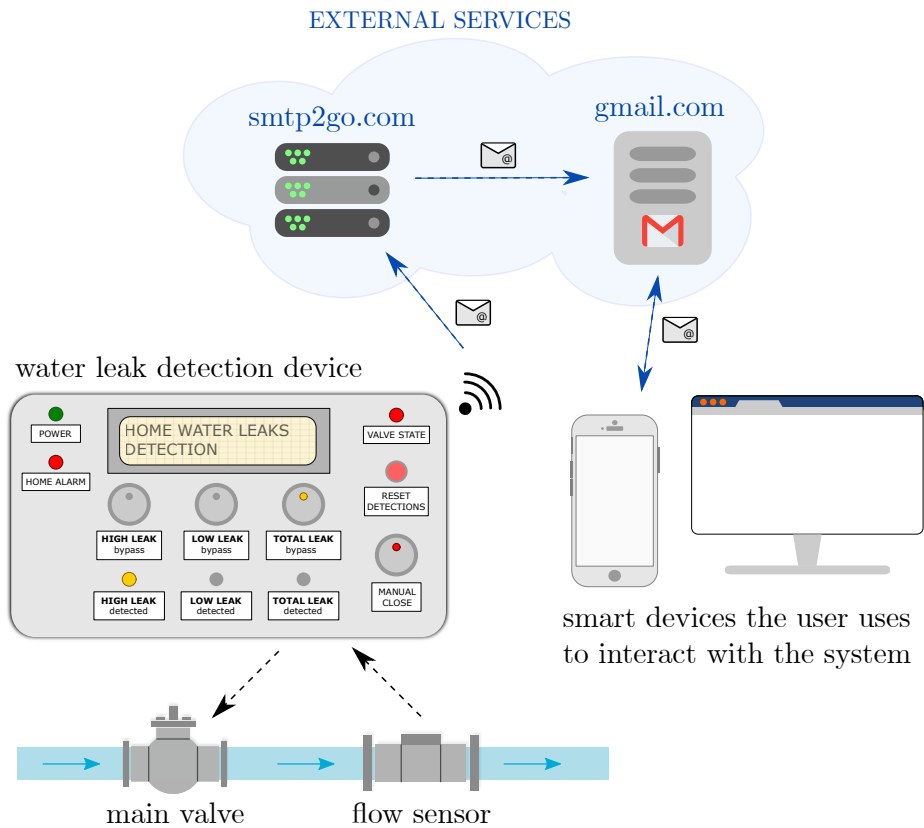 EXTERNAL SERVICES
smtp2go.com
gmail.com
@
@
@
water leak detection device
POWER
HOME ALARM
HOME WATER LEAKS
DETECTION
VALVE STATE
RESET
DETECTIONS
HIGH LEAK
bypass
LOW LEAK
bypass
TOTAL LEAK
bypass
MANUAL
CLOSE
HIGH LEAK
detected
LOW LEAK
detected
TOTAL LEAK
detected
smart devices the user uses
to interact with the system
main valve
flow sensor